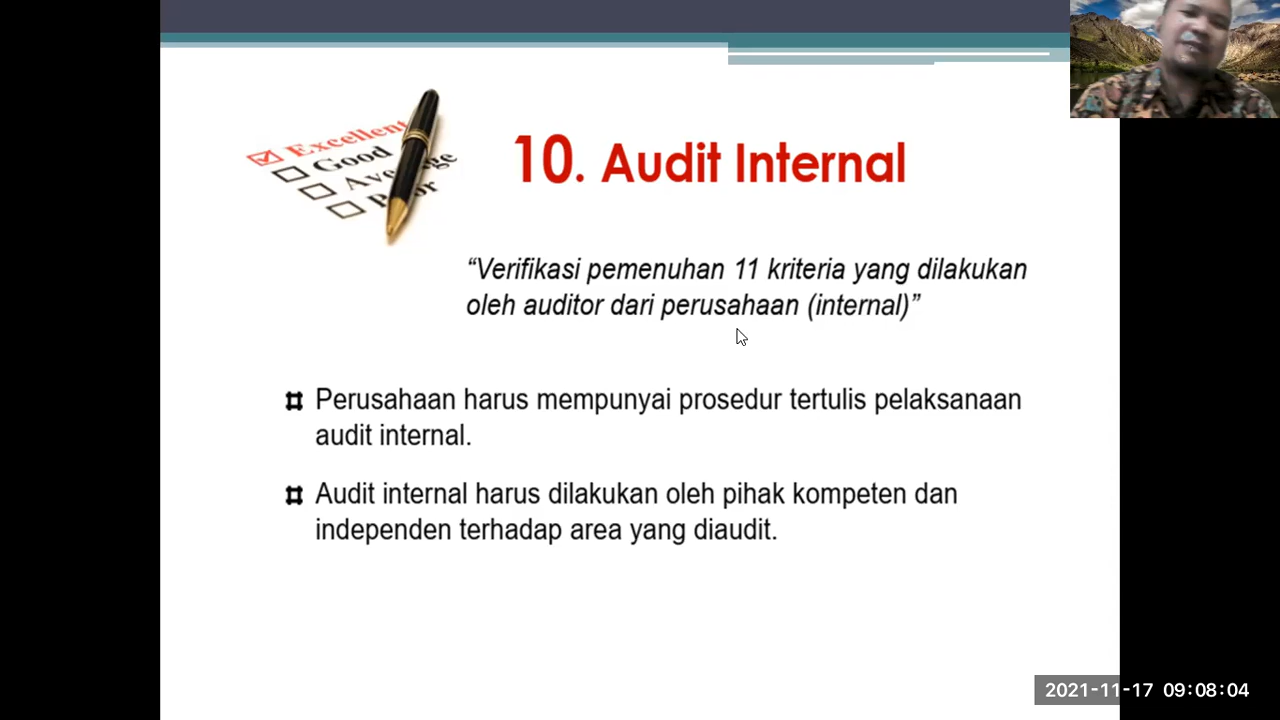 Excellent
Good
10. Audit Internal
“Verifikasi pemenuhan 11 kriteria yang dilakukan
oleh auditor dari perusahaan (internal)”
Perusahaan harus mempunyai prosedur tertulis pelaksanaan
audit internal.
Audit internal harus dilakukan oleh pihak kompeten dan
independen terhadap area yang diaudit.
2021-11-17 09:08:04